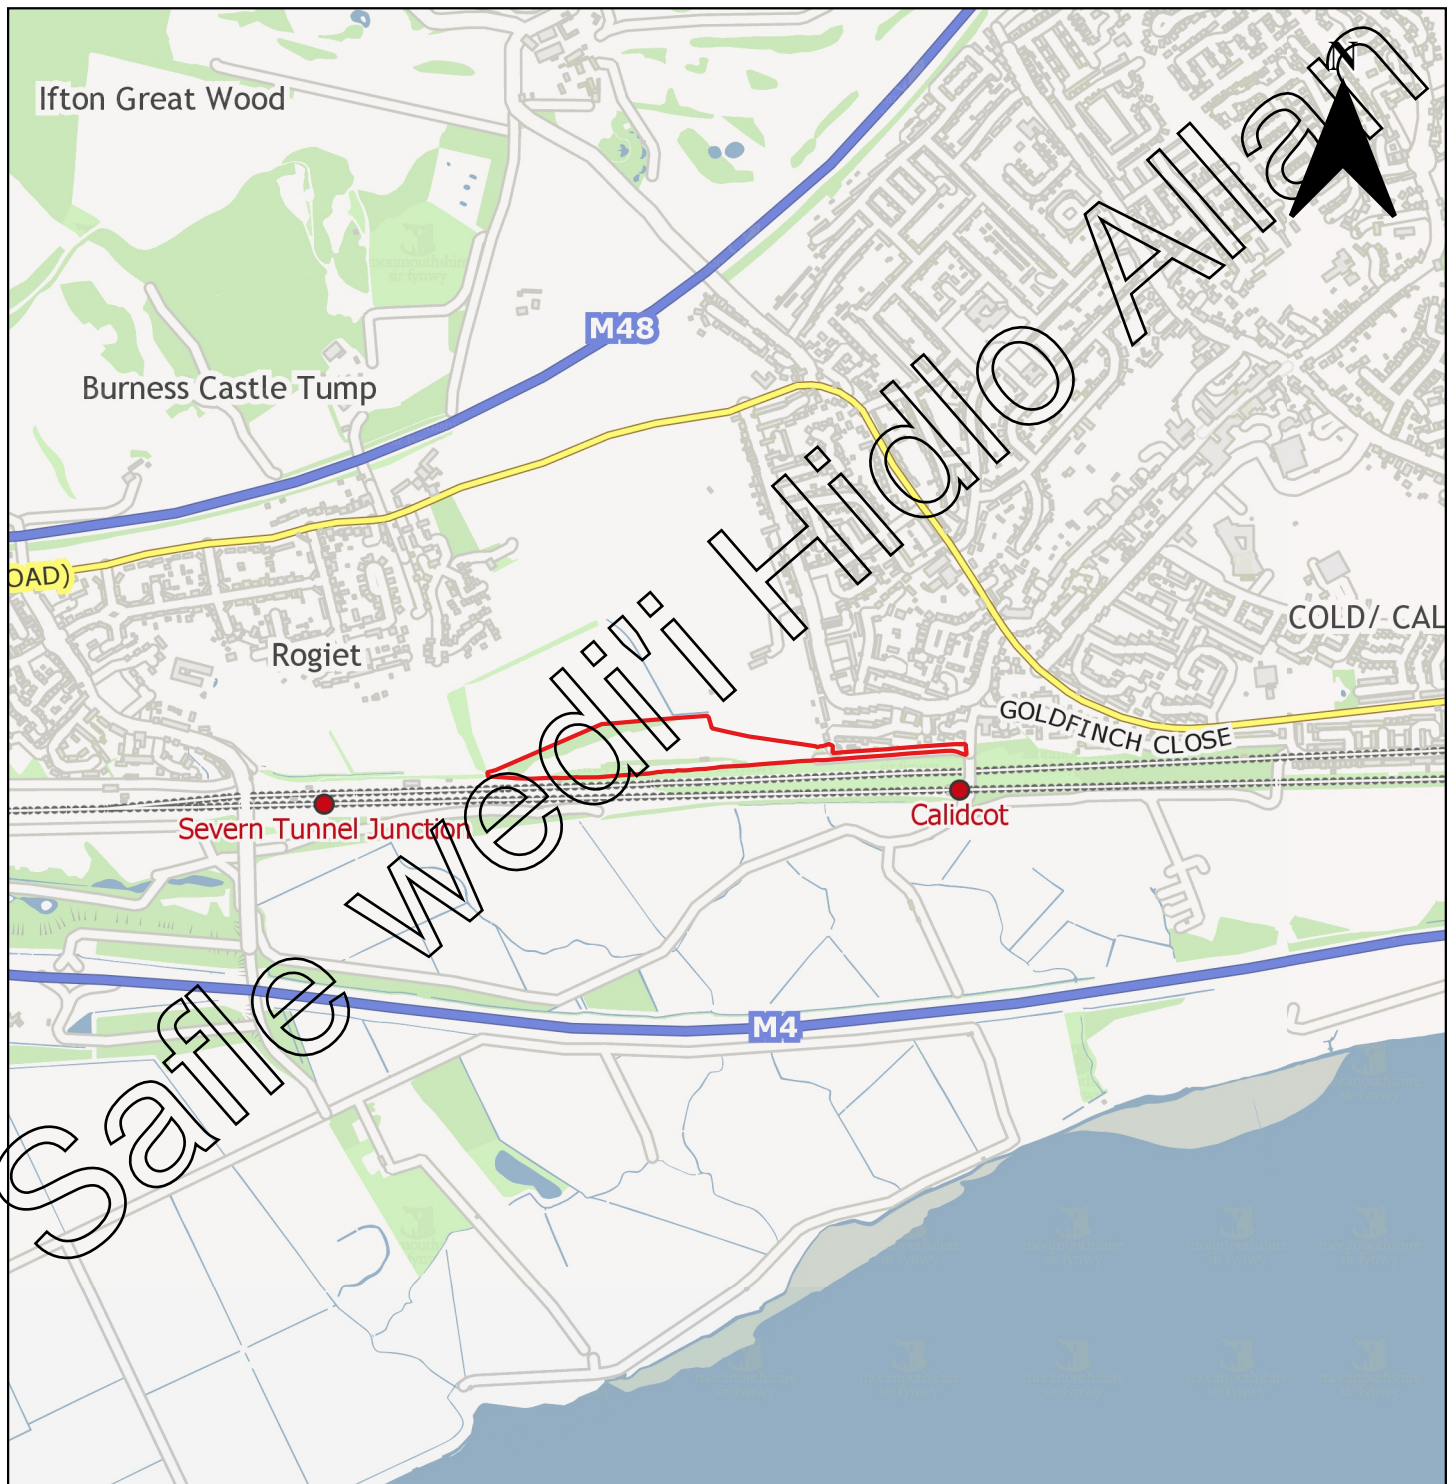 N
Ifton Great Wood
M48
Burness Castle Tump
OAD)
COLD/ CAL
Rogiet
GOLDFINCH CLOSE
Severn Tunnel Junction
Calidcot
M4
Safle wedi'i Hidlo Allan